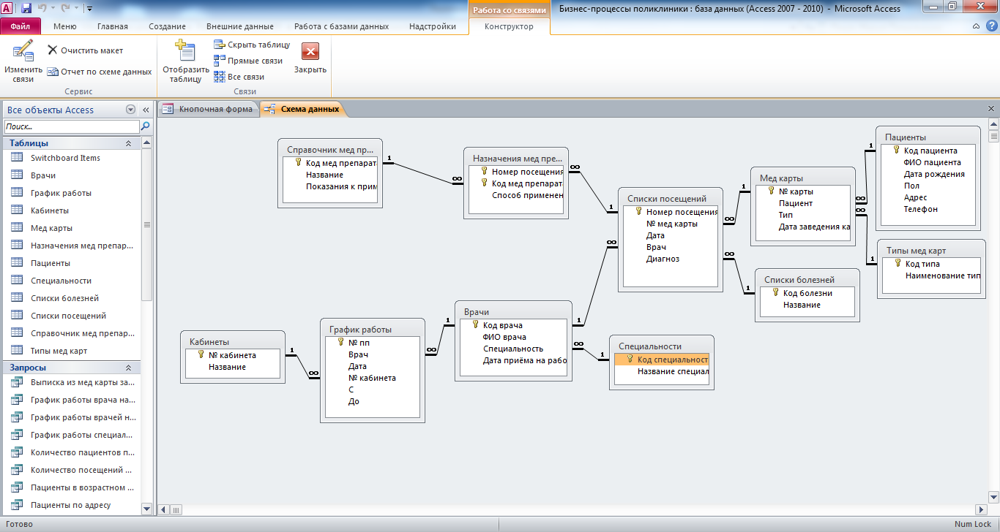 Работа со связями
Бизнес-процессы поликлиники : база данных (Access 2007 - 2010) - Microsoft Access
Файл Меню Главная Создание Внешние данные Работа с базами данных Надстройки Конструктор
Изменить связи
Очистить макет
Отчет по схеме данных
Сервис
Отобразить таблицу
Скрыть таблицу
Прямые связи
Все связи
Связи
Закрыть
Все объекты Access
Поиск...
Таблицы
Switchboard Items
Врачи
График работы
Кабинеты
Мед карты
Назначения мед препар...
Пациенты
Специальности
Списки болезней
Списки посещений
Справочник мед препар...
Типы мед карт
Запросы
Выписка из мед карты за...
График работы врача на...
График работы врачей н...
График работы специал...
Количество пациентов п...
Количество посещений ...
Пациенты в возрастном ...
Пациенты по адресу
Кнопочная форма
Схема данных
Справочник мед пр...
Код мед препарат
Название
Показания к прим
1
∞
Назначения мед пре...
Номер посещения
Код мед препарат
Способ применен
∞
1
Списки посещений
Номер посещения
№ мед карты
Дата
Врач
Диагноз
∞
∞
1
∞
1
Мед карты
№ карты
Пациент
Тип
Дата заведения ка
∞
1
∞
1
Пациенты
Код пациента
ФИО пациента
Дата рождения
Пол
Адрес
Телефон
Типы мед карт
Код типа
Наименование тип
Списки болезней
Код болезни
Название
Кабинеты
№ кабинета
Название
1
∞
График работы
№ пп
Врач
Дата
№ кабинета
С
До
∞
1
Врачи
Код врача
ФИО врача
Специальность
Дата приёма на рабо
1
∞
1
Специальности
Код специальност
Название специал
Готово
Num Lock